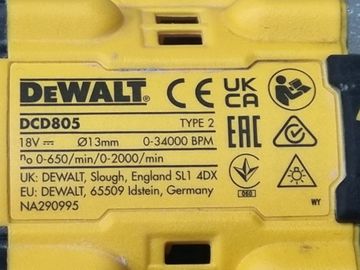 DEWALT CE UK CA
DCD805 TYPE 2
18V⎓ Ø13mm 0-34000 BPM EAC
n₀ 0-650/min/0-2000/min
UK: DEWALT, Slough, England SL1 4DX
EU: DEWALT, 65509 Idstein, Germany
060
NA290995 WY